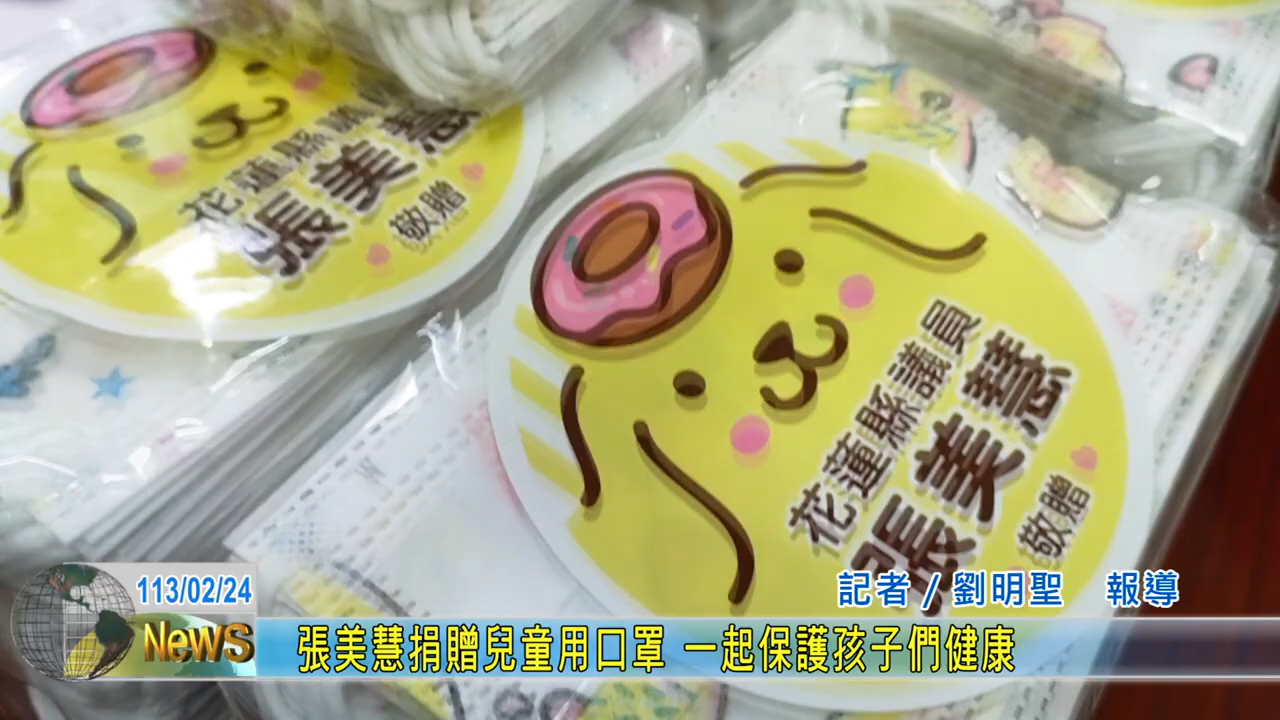 花蓮縣議
張美慧
敬贈
花蓮縣議員
張美慧
敬贈
記者/劉明聖 報導
113/02/24
News
張美慧捐贈兒童用口罩 一起保護孩子們健康